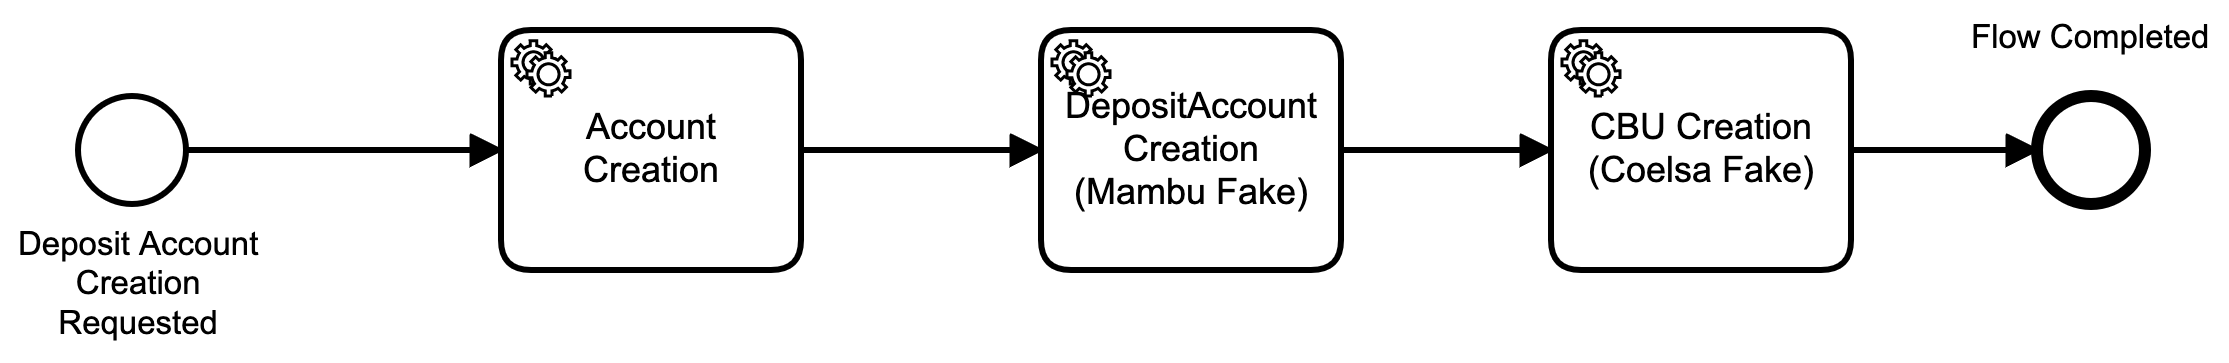 Deposit Account
Creation
Requested
Account
Creation
DepositAccount
Creation
(Mambu Fake)
CBU Creation
(Coelsa Fake)
Flow Completed